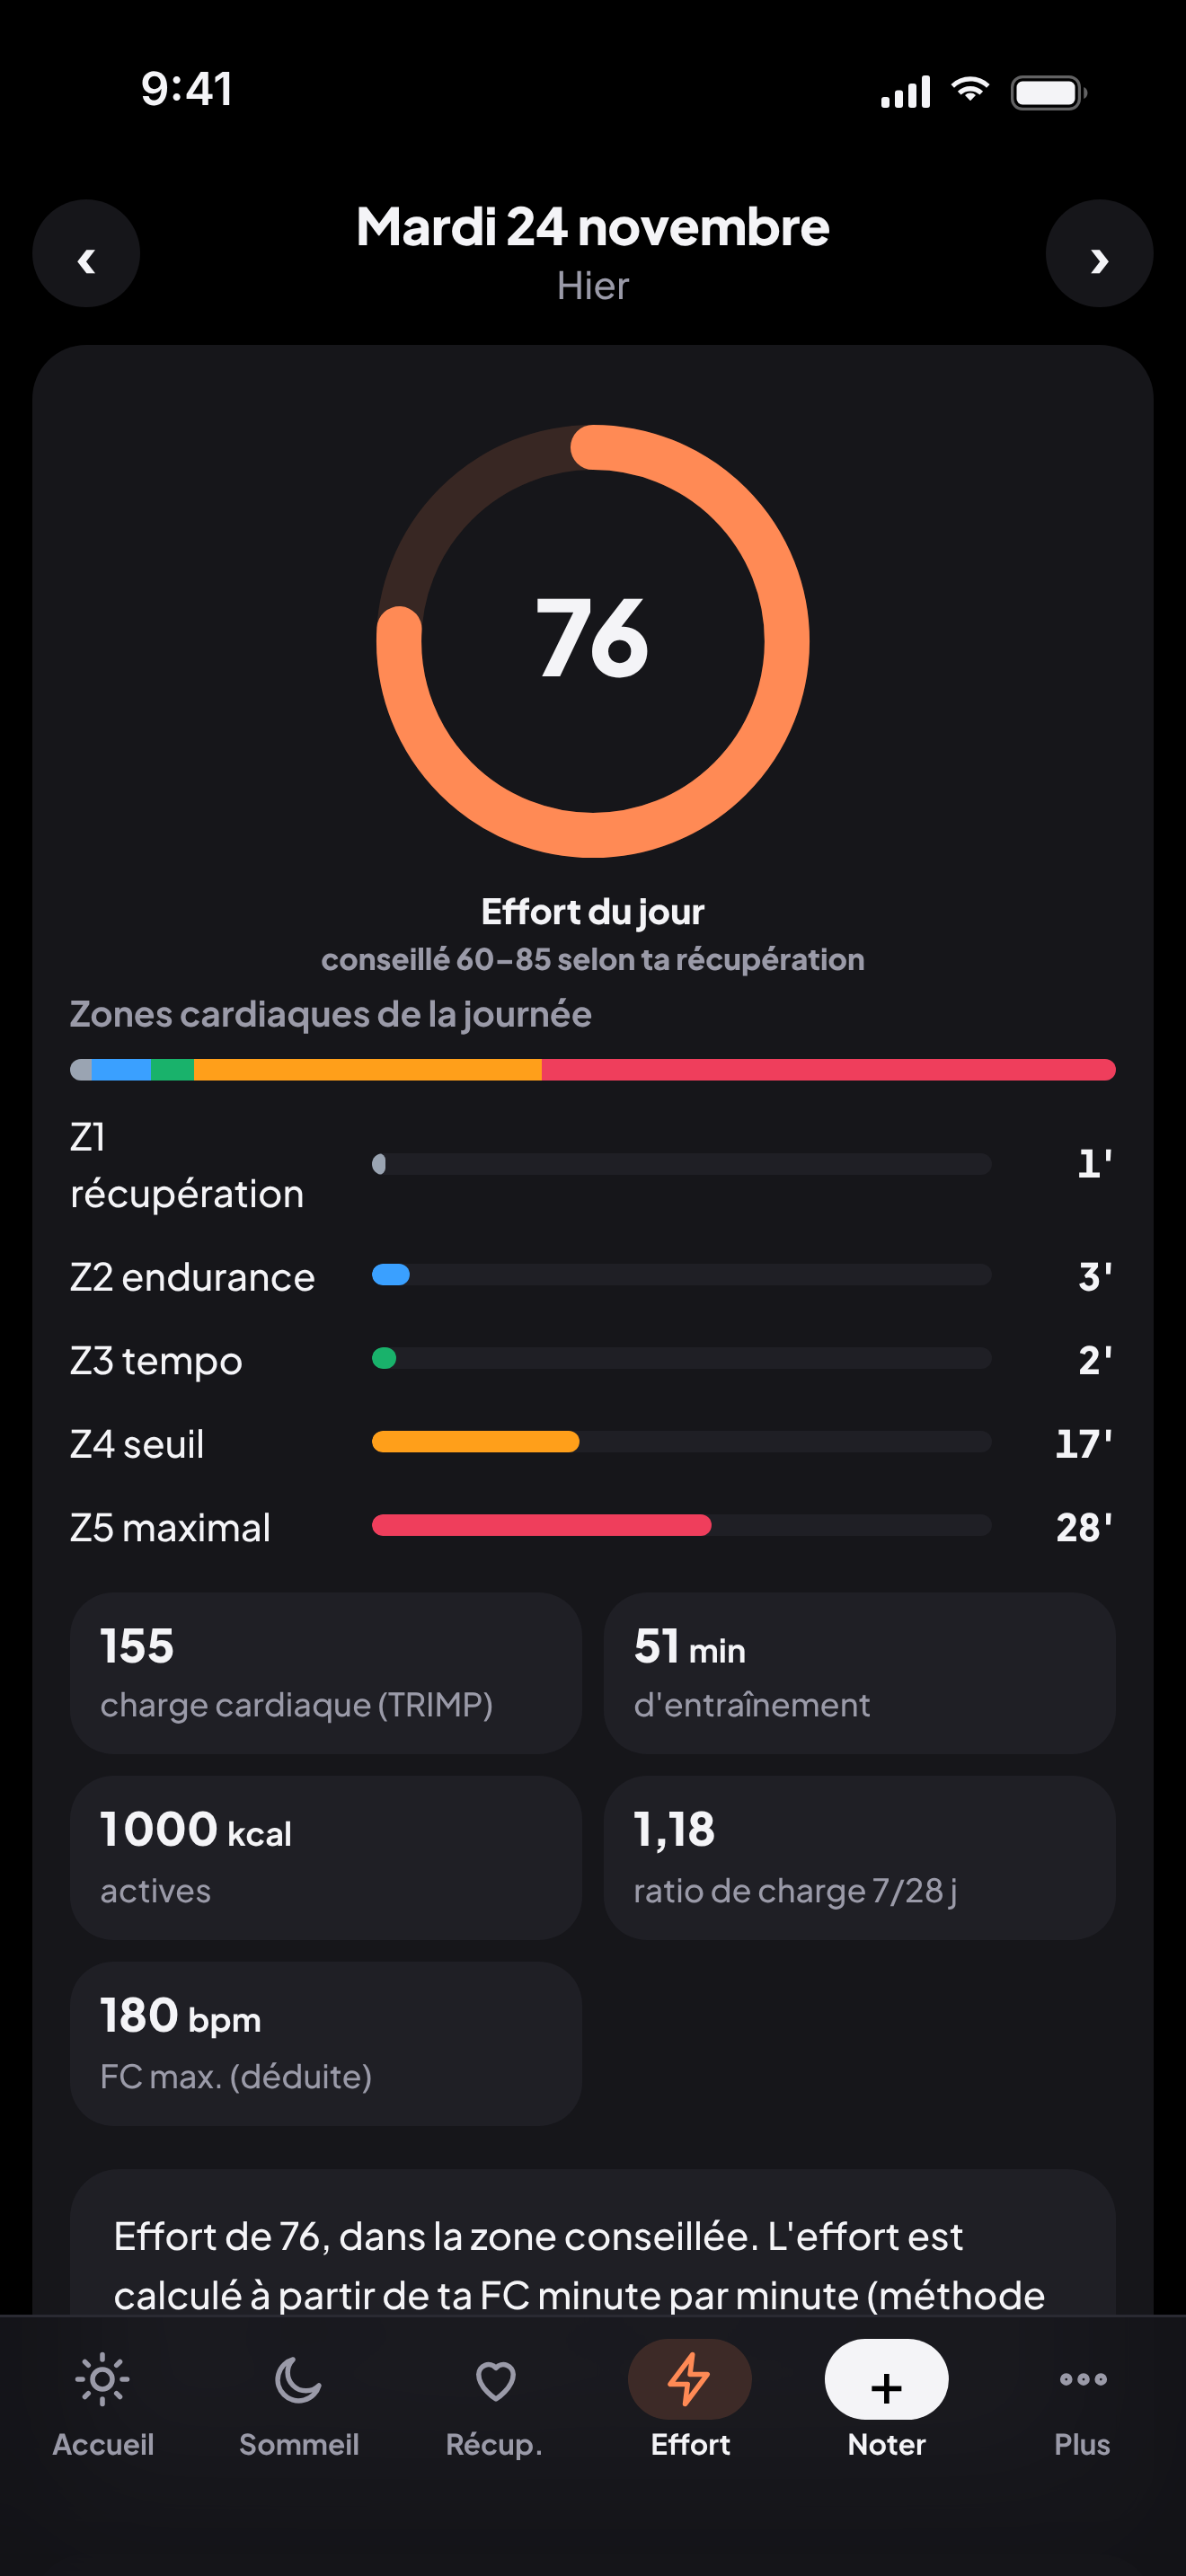 9:41
‹
Mardi 24 novembre
›
Hier
76
Effort du jour
conseillé 60–85 selon ta récupération
Zones cardiaques de la journée
Z1
récupération
1'
Z2 endurance
3'
Z3 tempo
2'
Z4 seuil
17'
Z5 maximal
28'
155
charge cardiaque (TRIMP)
51 min
d'entraînement
1 000 kcal
actives
1,18
ratio de charge 7/28 j
180 bpm
FC max. (déduite)
Effort de 76, dans la zone conseillée. L'effort est
calculé à partir de ta FC minute par minute (méthode
Accueil
Sommeil
Récup.
Effort
+
Noter
Plus